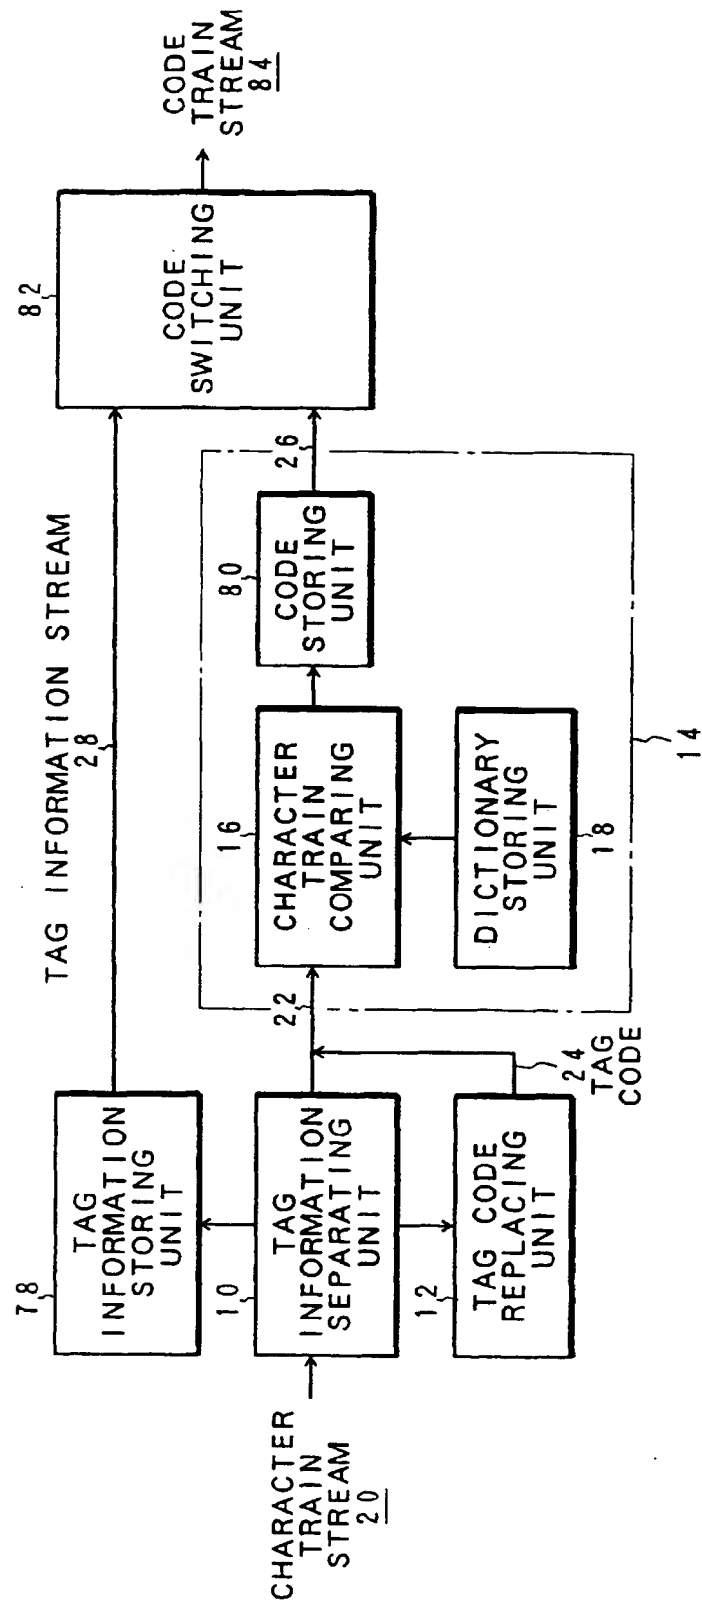 CHARACTER
TRAIN
STREAM
20
78
TAG
INFORMATION
STORING
UNIT
10
TAG
INFORMATION
SEPARATING
UNIT
12
TAG CODE
REPLACING
UNIT
24
TAG
CODE
TAG INFORMATION STREAM
28
22
16
CHARACTER
TRAIN
COMPARING
UNIT
DICTIONARY
STORING
UNIT
18
14
80
CODE
STORING
UNIT
26
82
CODE
SWITCHING
UNIT
CODE
TRAIN
STREAM
84